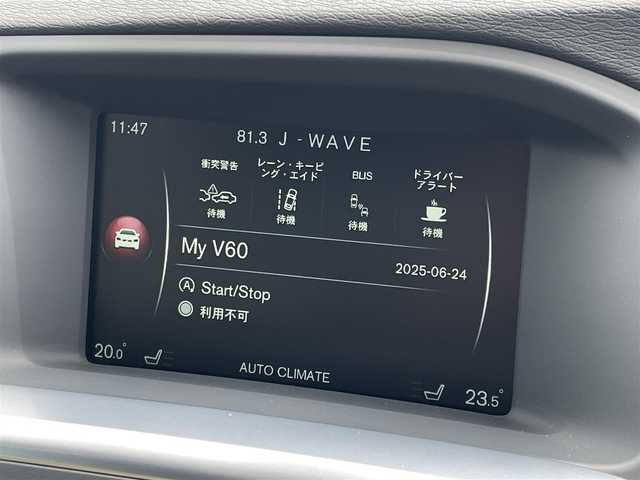 11:47
81.3 J-WAVE
衝突警告
レーン・キーピ
ング・エイド
BLIS
ドライバー
アラート
待機
待機
待機
待機
My V60
2025-06-24
Start/Stop
利用不可
20.0°
AUTO CLIMATE
23.5°